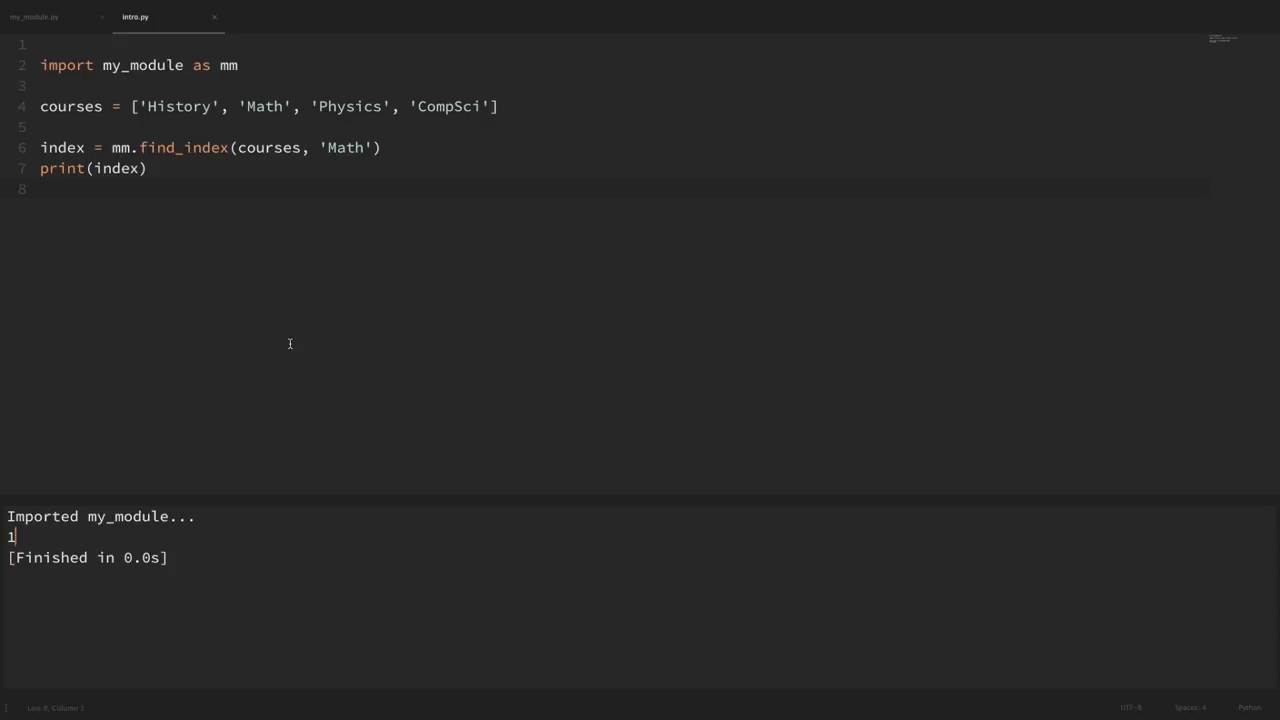 my_module.py × intro.py ×
1
2 import my_module as mm
3
4 courses = ['History', 'Math', 'Physics', 'CompSci']
5
6 index = mm.find_index(courses, 'Math')
7 print(index)
8
Imported my_module...
1
[Finished in 0.0s]
Line 8, Column 1 UTF-8 Spaces: 4 Python